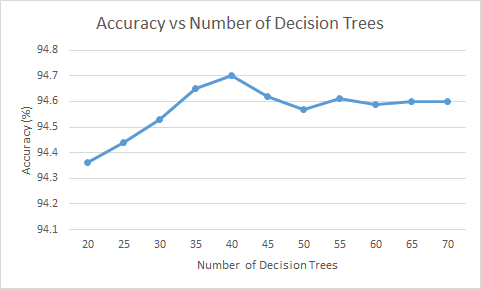 Accuracy vs Number of Decision Trees
94.8
94.7
94.6
94.5
94.4
94.3
94.2
94.1
Accuracy (%)
20 25 30 35 40 45 50 55 60 65 70
Number of Decision Trees